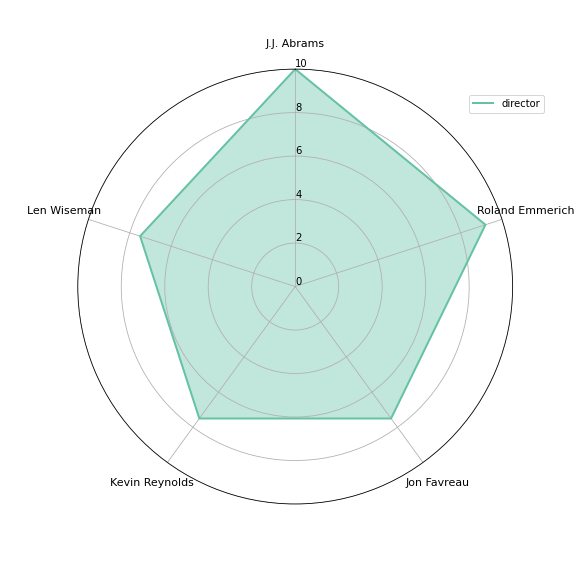 J.J. Abrams
10
director
8
6
4
Len Wiseman
Roland Emmerich
2
0
Kevin Reynolds
Jon Favreau